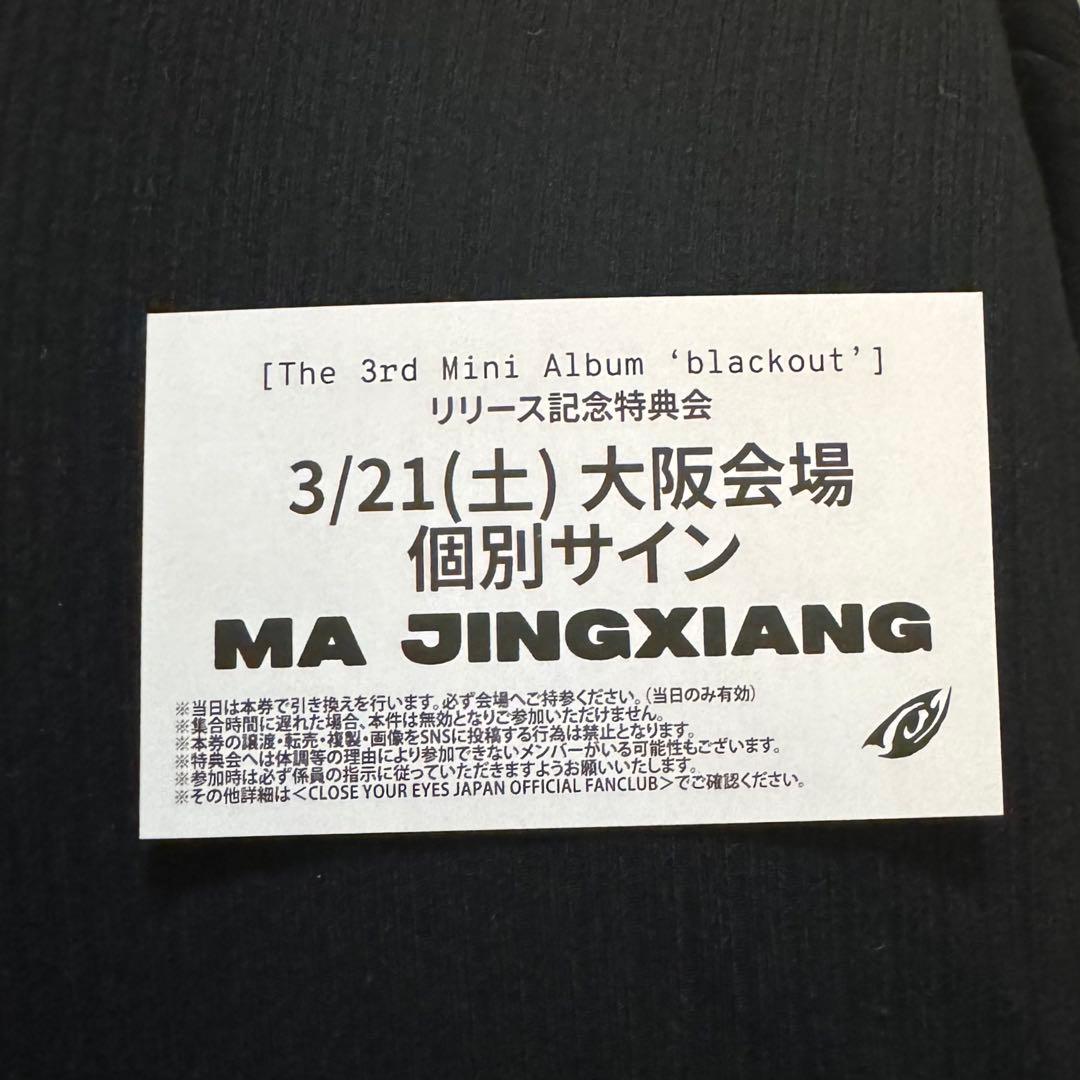 [The 3rd Mini Album ‘blackout’]
リリース記念特典会
3/21(土) 大阪会場
個別サイン
MA JINGXIANG
※当日は本券で引き換えを行います。必ず会場へご持参ください。(当日のみ有効)
※集合時間に遅れた場合、本件は無効となりご参加いただけません。
※本券の譲渡・転売・複製・画像をSNSに投稿する行為は禁止となります。
※特典会へは体調等の理由により参加できないメンバーがいる可能性もございます。
※参加時は必ず係員の指示に従っていただきますようお願いいたします。
※その他詳細は<CLOSE YOUR EYES JAPAN OFFICIAL FANCLUB>でご確認ください。